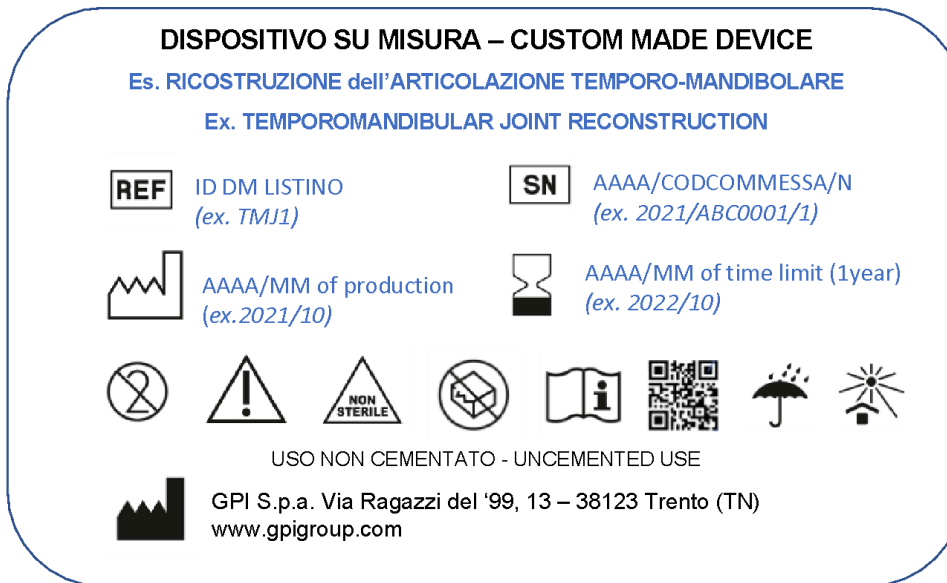 DISPOSITIVO SU MISURA – CUSTOM MADE DEVICE
Es. RICOSTRUZIONE dell'ARTICOLAZIONE TEMPORO-MANDIBOLARE
Ex. TEMPOROMANDIBULAR JOINT RECONSTRUCTION
REF ID DM LISTINO
(ex. TMJ1)
SN AAAA/CODCOMMESSA/N
(ex. 2021/ABC0001/1)
AAAA/MM of production
(ex.2021/10)
AAAA/MM of time limit (1year)
(ex. 2022/10)
2
!
NON
STERILE
i
USO NON CEMENTATO - UNCEMENTED USE
GPI S.p.a. Via Ragazzi del ‘99, 13 – 38123 Trento (TN)
www.gpigroup.com